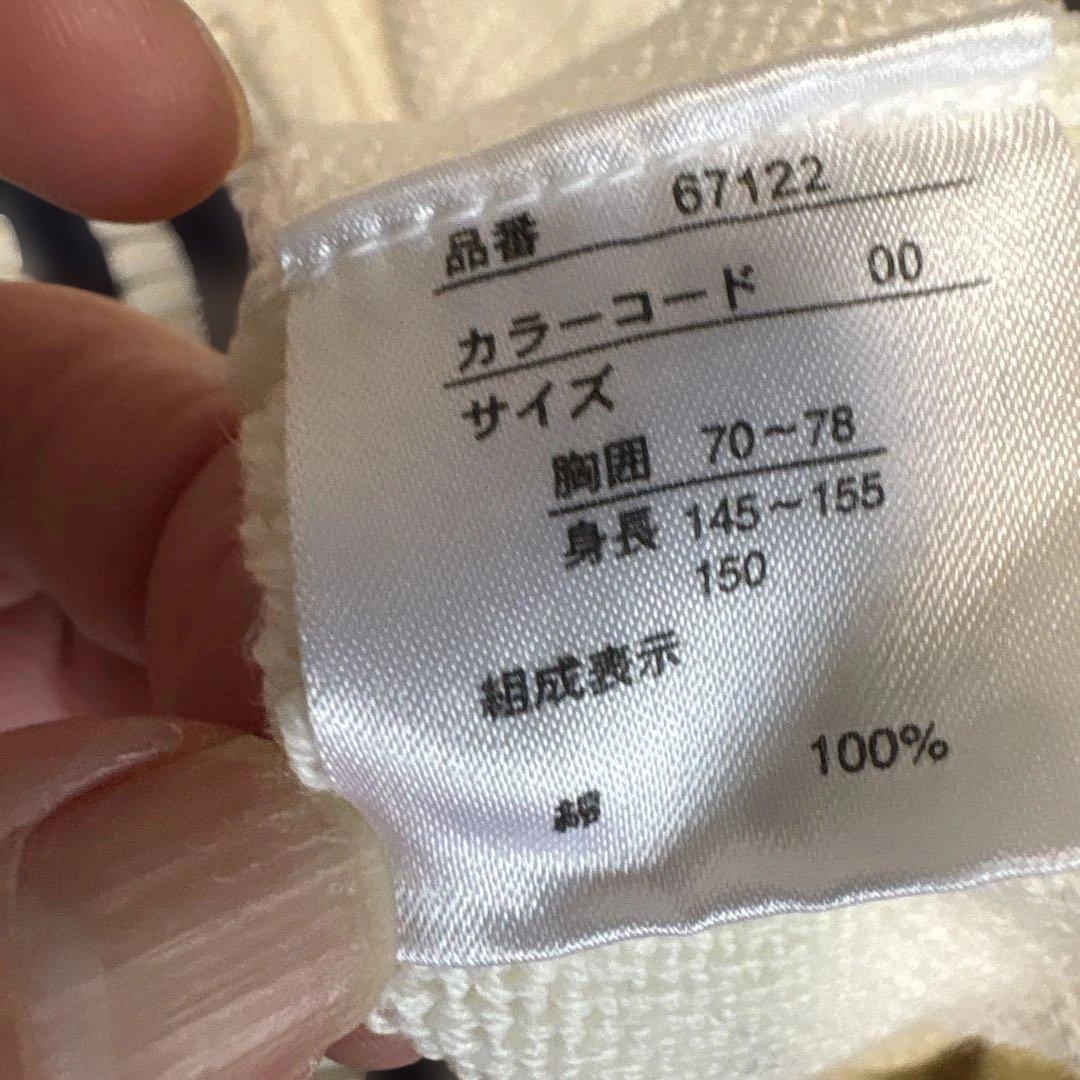 品番 67122
カラーコード 00
サイズ
胸囲 70～78
身長 145～155
150
組成表示
綿 100%